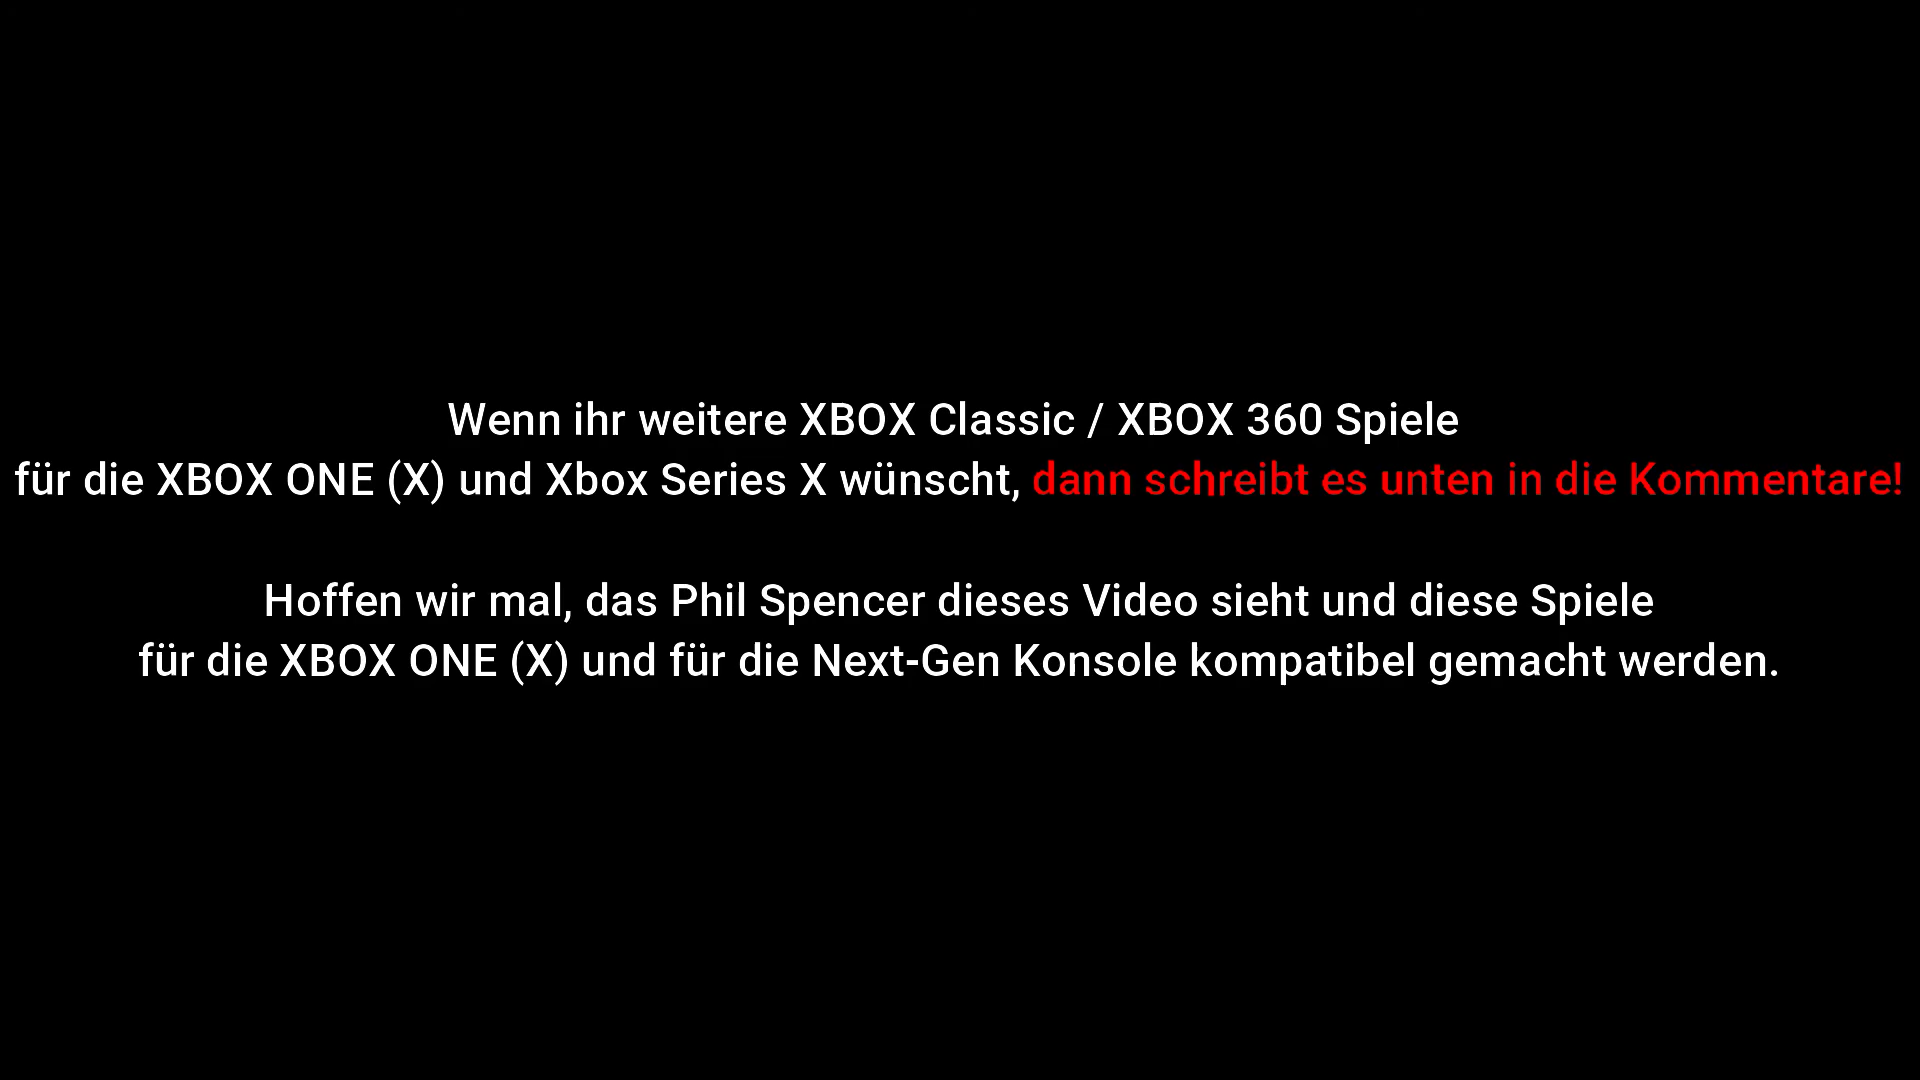 Wenn ihr weitere XBOX Classic / XBOX 360 Spiele
für die XBOX ONE (X) und Xbox Series X wünscht, dann schreibt es unten in die Kommentare!
Hoffen wir mal, das Phil Spencer dieses Video sieht und diese Spiele
für die XBOX ONE (X) und für die Next-Gen Konsole kompatibel gemacht werden.